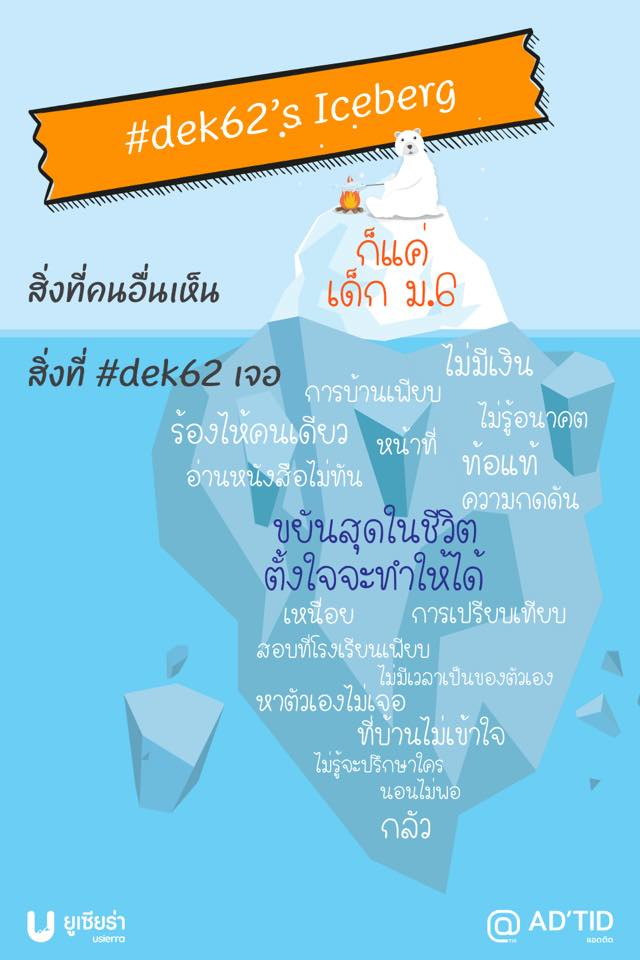 #dek62's Iceberg
ก็แค่
เด็ก ม.6
สิ่งที่คนอื่นเห็น
สิ่งที่ #dek62 เจอ
ไม่มีเงิน
การบ้านเพียบ
ไม่รู้อนาคต
ร้องไห้คนเดียว
หน้าที่
ท้อแท้
อ่านหนังสือไม่ทัน
ความกดดัน
ขยันสุดในชีวิต
ตั้งใจจะทำให้ได้
เหนื่อย
การเปรียบเทียบ
สอบที่โรงเรียนเพียบ
ไม่มีเวลาเป็นของตัวเอง
หาตัวเองไม่เจอ
ที่บ้านไม่เข้าใจ
ไม่รู้จะปรึกษาใคร
นอนไม่พอ
กลัว
ยูเซียร่า
usierra
@
TID
AD'TID
แอดติด